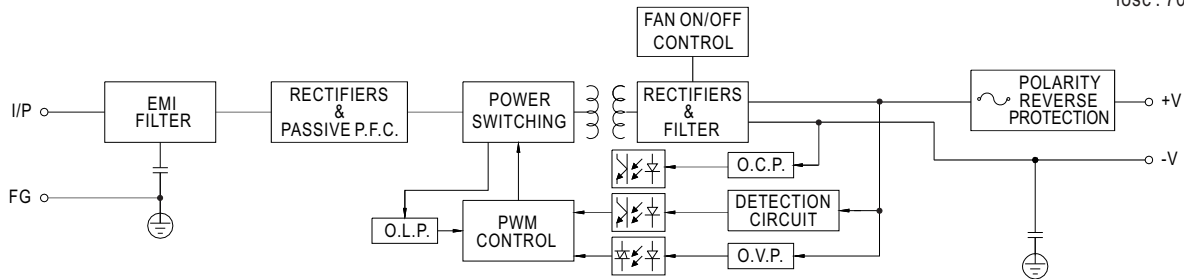 fosc : 70
FAN ON/OFF
CONTROL
I/P
EMI
FILTER
RECTIFIERS
&
PASSIVE P.F.C.
POWER
SWITCHING
RECTIFIERS
&
FILTER
POLARITY
REVERSE
PROTECTION
+V
-V
O.C.P.
FG
DETECTION
CIRCUIT
O.L.P.
PWM
CONTROL
O.V.P.